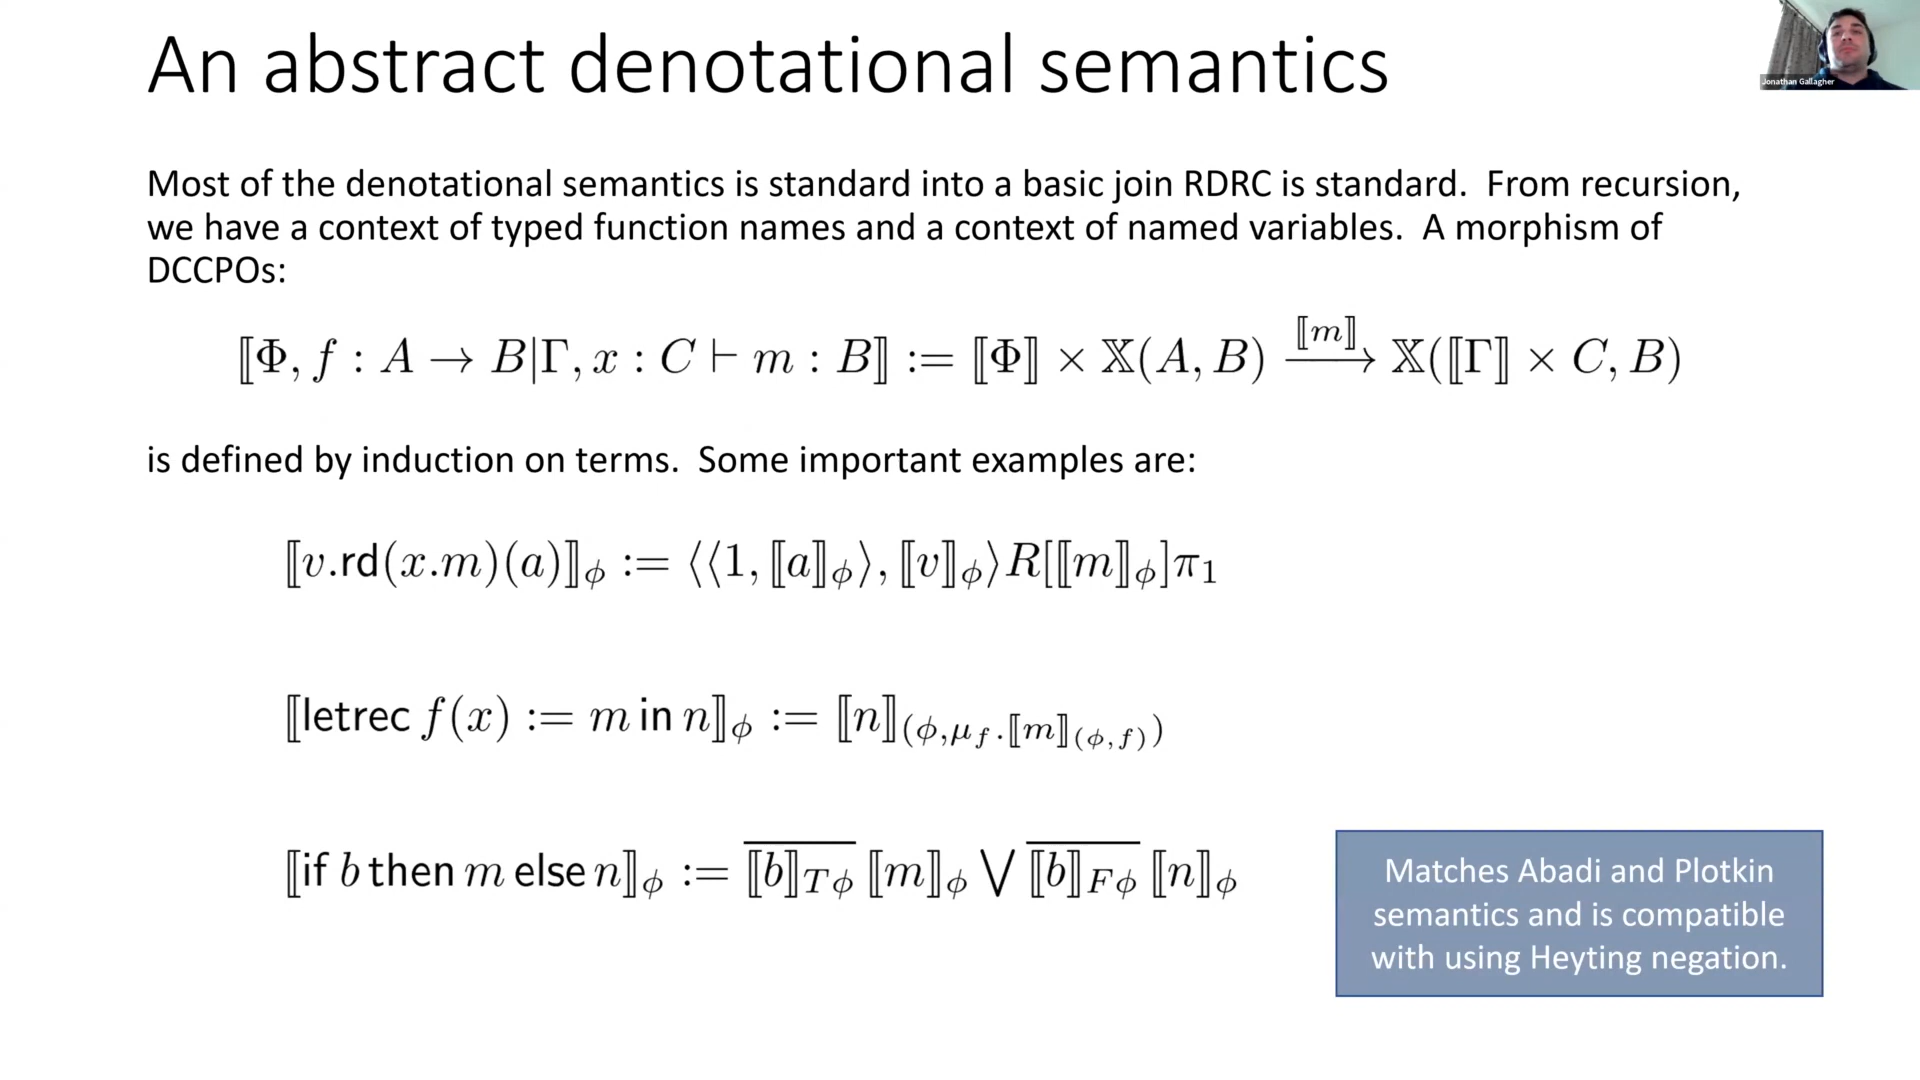 An abstract denotational semantics
Jonathan Gallagher
Most of the denotational semantics is standard into a basic join RDRC is standard. From recursion,
we have a context of typed function names and a context of named variables. A morphism of
DCCPOs:
⟦Φ, f : A → B|Γ, x : C ⊢ m : B⟧ := ⟦Φ⟧ × 𝕏(A, B) —⟦m⟧→ 𝕏(⟦Γ⟧ × C, B)
is defined by induction on terms. Some important examples are:
⟦v.rd(x.m)(a)⟧_ϕ := ⟨⟨1, ⟦a⟧_ϕ⟩, ⟦v⟧_ϕ⟩R[⟦m⟧_ϕ]π₁
⟦letrec f(x) := m in n⟧_ϕ := ⟦n⟧_(ϕ,μ_f.⟦m⟧_(ϕ,f))
⟦if b then m else n⟧_ϕ := \overline{⟦b⟧_{Tϕ}} ⟦m⟧_ϕ ⋁ \overline{⟦b⟧_{Fϕ}} ⟦n⟧_ϕ
Matches Abadi and Plotkin
semantics and is compatible
with using Heyting negation.